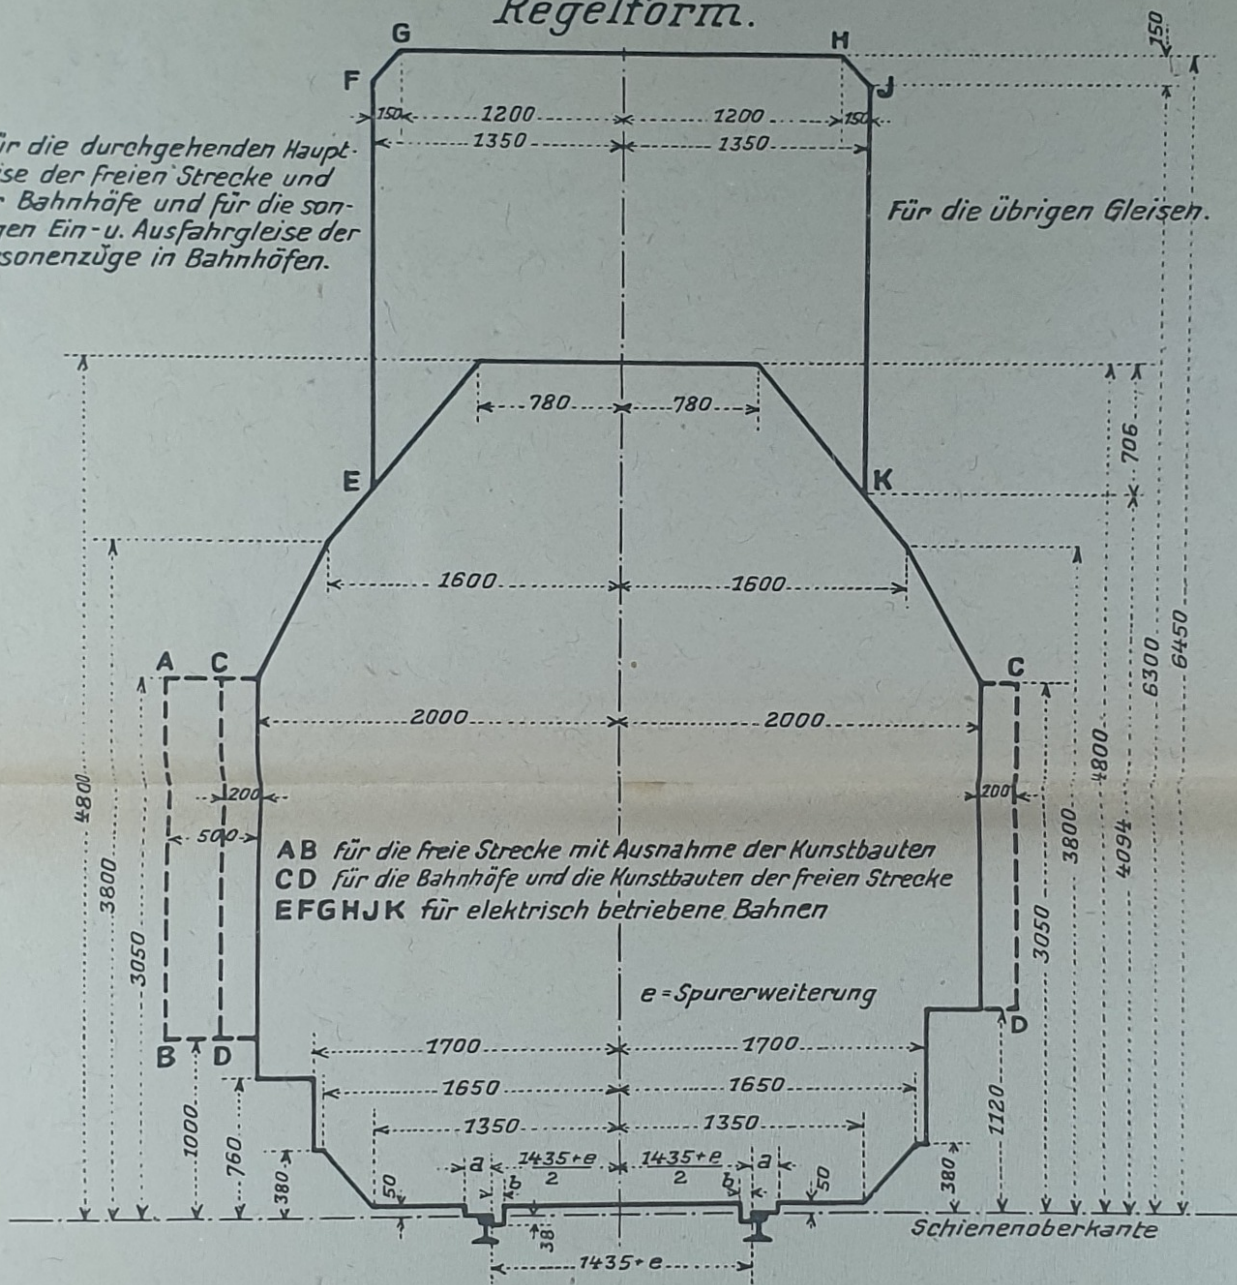 Regelform.
G
H
F
J
150
150
1200
1200
150
1350
1350
für die durchgehenden Haupt-
der freien Strecke und
Bahnhöfe und für die son-
Ein-u. Ausfahrgleise der
in Bahnhöfen.
Für die übrigen Gleisen.
780
780
706
E
K
1600
1600
6450
6300
A
C
C
2000
2000
4800
4800
200
200
500
3800
3800
4094
AB für die freie Strecke mit Ausnahme der Kunstbauten
CD für die Bahnhöfe und die Kunstbauten der freien Strecke
EFGHJK für elektrisch betriebene Bahnen
3050
3050
e=Spurerweiterung
B
D
D
1700
1700
1650
1650
1000
760
1120
1350
1350
380
380
a
1435+e
2
1435+e
2
a
50
b
b
50
38
Schienenoberkante
1435+e